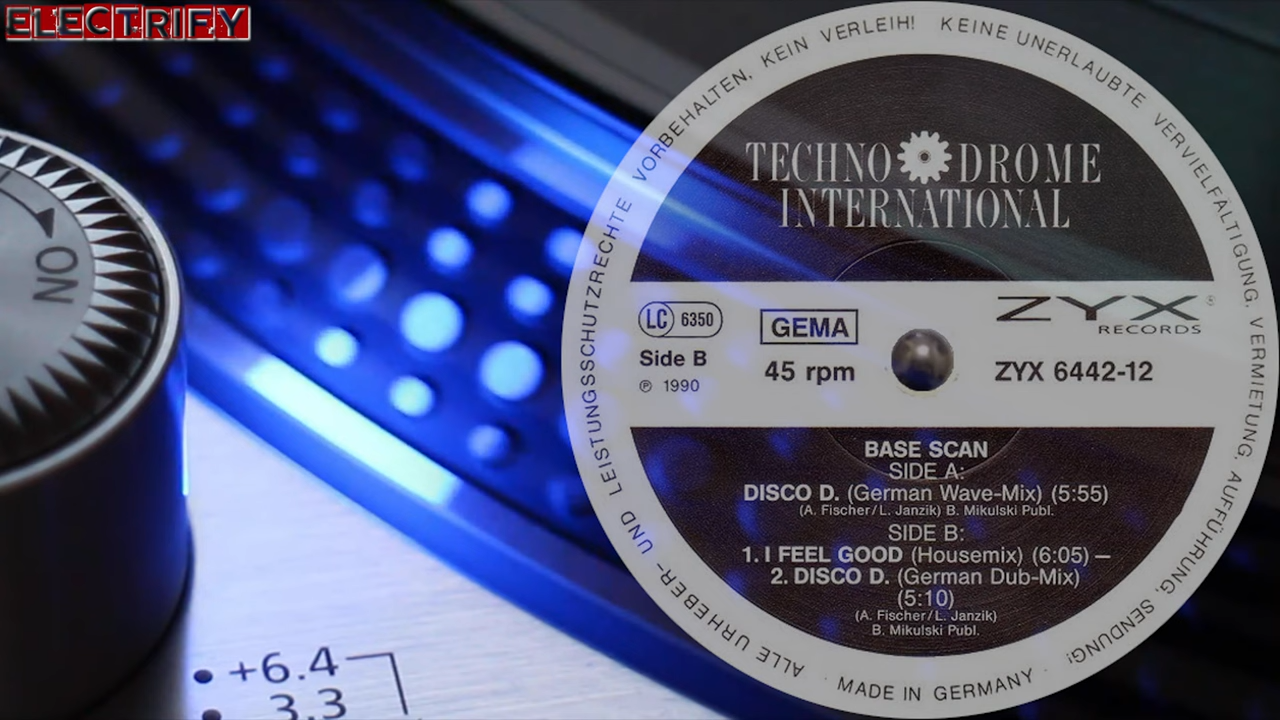 ELECTRIFY
ON
• +6.4
• 3.3
ALLE URHEBER- UND LEISTUNGSSCHUTZRECHTE VORBEHALTEN, KEIN VERLEIH! KEINE UNERLAUBTE VERVIELFÄLTIGUNG, VERMIETUNG, AUFFÜHRUNG, SENDUNG!
TECHNO DROME
INTERNATIONAL
LC 6350
GEMA
ZYX®
RECORDS
Side B
45 rpm
ZYX 6442-12
℗ 1990
BASE SCAN
SIDE A:
DISCO D. (German Wave-Mix) (5:55)
(A. Fischer/L. Janzik) B. Mikulski Publ.
SIDE B:
1. I FEEL GOOD (Housemix) (6:05) –
2. DISCO D. (German Dub-Mix)
(5:10)
(A. Fischer/L. Janzik)
B. Mikulski Publ.
· MADE IN GERMANY ·